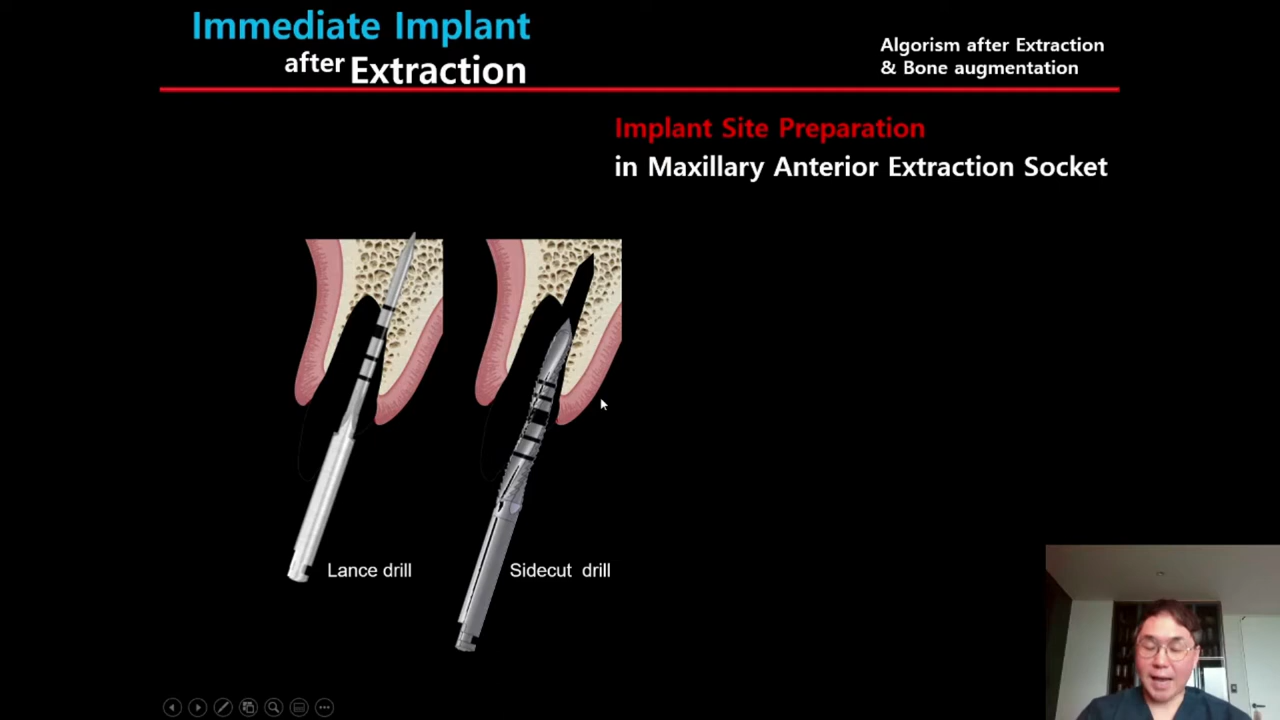 Immediate Implant
after Extraction
Algorism after Extraction
& Bone augmentation
Implant Site Preparation
in Maxillary Anterior Extraction Socket
Lance drill
Sidecut drill